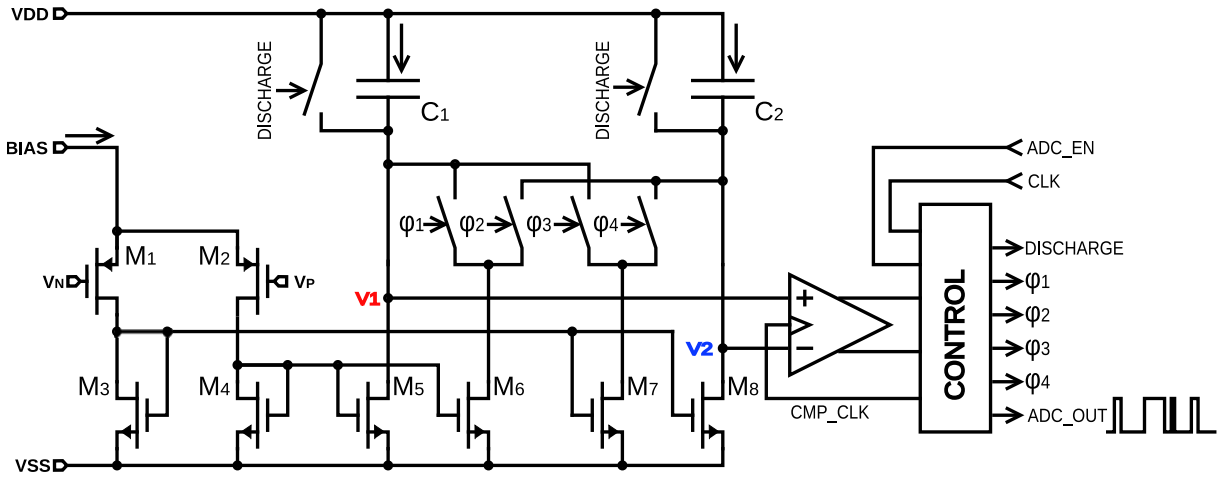 VDD
DISCHARGE
C1
DISCHARGE
C2
BIAS
ADC_EN
CLK
φ1
φ2
φ3
φ4
M1
M2
VN
VP
V1
V2
+
−
CONTROL
DISCHARGE
φ1
φ2
φ3
φ4
ADC_OUT
CMP_CLK
M3
M4
M5
M6
M7
M8
VSS